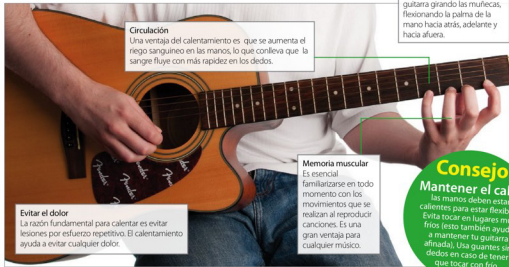 guitarra girando las muñecas,
flexionando la palma de la
mano hacia atrás, adelante y
hacia afuera.
Circulación
Una ventaja del calentamiento es que se aumenta el
riego sanguineo en las manos, lo que conlleva que la
sangre fluye con más rapidez en los dedos.
Memoria muscular
Es esencial
familiarizarse en todo
momento con los
movimientos que se
realizan al reproducir
canciones. Es una
gran ventaja para
cualquier músico.
Evitar el dolor
La razón fundamental para calentar es evitar
lesiones por esfuerzo repetitivo. El calentamiento
ayuda a evitar cualquier dolor.
Fender
Fender
Fender
Consejo
Mantener el cal
las manos deben estar
calientes para estar flexib
Evita tocar en lugares mu
fríos (esto también ayud
a mantener tu guitarra
afinada), Usa guantes sin
dedos en caso de tener
que tocar con frío